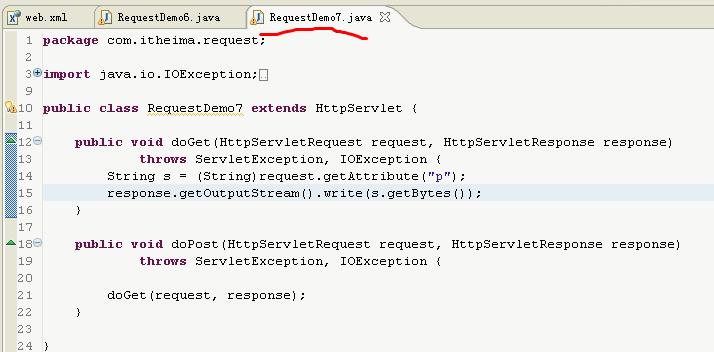 web.xml RequestDemo6.java RequestDemo7.java
1 package com.itheima.request;
2
3 import java.io.IOException;
10 public class RequestDemo7 extends HttpServlet {
11
12 public void doGet(HttpServletRequest request, HttpServletResponse response)
13 throws ServletException, IOException {
14 String s = (String)request.getAttribute("p");
15 response.getOutputStream().write(s.getBytes());
16 }
17
18 public void doPost(HttpServletRequest request, HttpServletResponse response)
19 throws ServletException, IOException {
20
21 doGet(request, response);
22 }
23
24 }